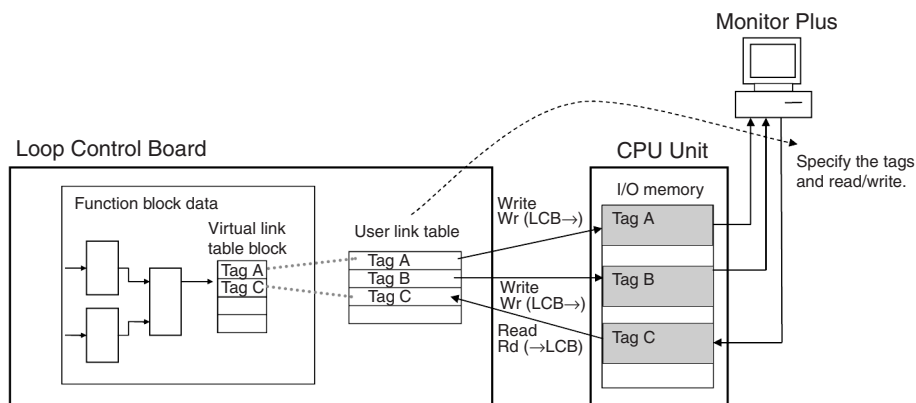 Monitor Plus
Loop Control Board
CPU Unit
Specify the tags
and read/write.
Function block data
Virtual link
table block
Tag A
Tag C
User link table
Tag A
Tag B
Tag C
Write
Wr (LCB→)
Write
Wr (LCB→)
Read
Rd (→LCB)
I/O memory
Tag A
Tag B
Tag C